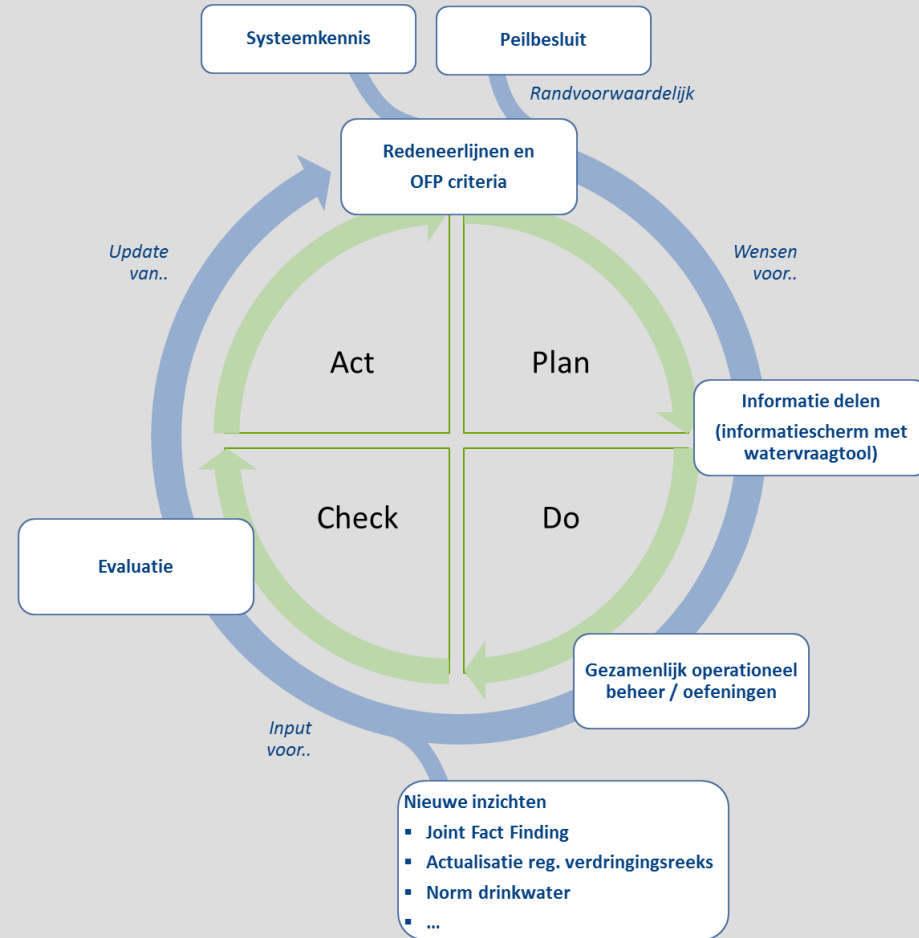 Systeemkennis
Peilbesluit
Randvoorwaardelijk
Redeneerlijnen en
OFP criteria
Update
van..
Wensen
voor..
Act
Plan
Informatie delen
(informatiescherm met
watervraagtool)
Check
Do
Evaluatie
Gezamenlijk operationeel
beheer / oefeningen
Input
voor..
Nieuwe inzichten
▪ Joint Fact Finding
▪ Actualisatie reg. verdringingsreeks
▪ Norm drinkwater
▪ ...